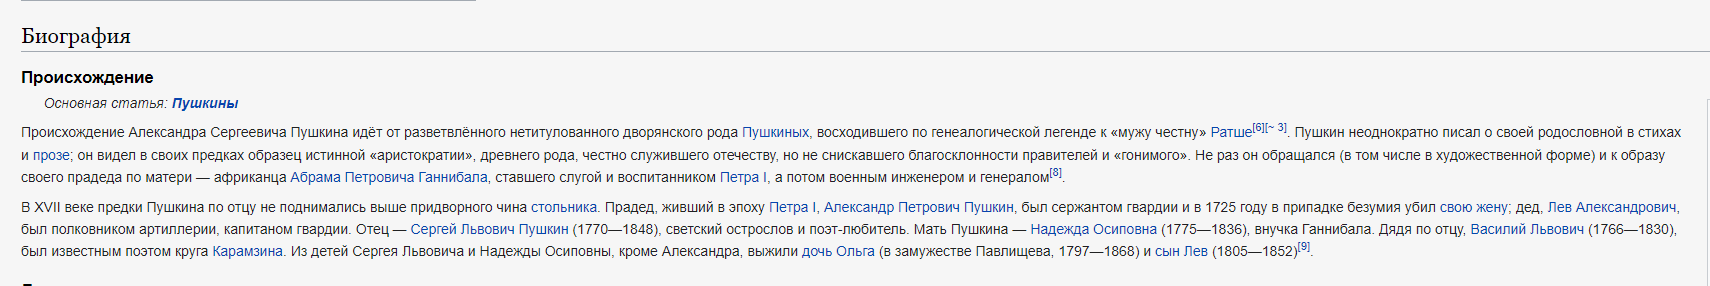 Биография
Происхождение
Основная статья: Пушкины
Происхождение Александра Сергеевича Пушкина идёт от разветвлённого нетитулованного дворянского рода Пушкиных, восходившего по генеалогической легенде к «мужу честну» Ратше[6][~ 3]. Пушкин неоднократно писал о своей родословной в стихах
и прозе; он видел в своих предках образец истинной «аристократии», древнего рода, честно служившего отечеству, но не снискавшего благосклонности правителей и «гонимого». Не раз он обращался (в том числе в художественной форме) и к образу
своего прадеда по матери — африканца Абрама Петровича Ганнибала, ставшего слугой и воспитанником Петра I, а потом военным инженером и генералом[8].
В XVII веке предки Пушкина по отцу не поднимались выше придворного чина стольника. Прадед, живший в эпоху Петра I, Александр Петрович Пушкин, был сержантом гвардии и в 1725 году в припадке безумия убил свою жену; дед, Лев Александрович,
был полковником артиллерии, капитаном гвардии. Отец — Сергей Львович Пушкин (1770—1848), светский острослов и поэт-любитель. Мать Пушкина — Надежда Осиповна (1775—1836), внучка Ганнибала. Дядя по отцу, Василий Львович (1766—1830),
был известным поэтом круга Карамзина. Из детей Сергея Львовича и Надежды Осиповны, кроме Александра, выжили дочь Ольга (в замужестве Павлищева, 1797—1868) и сын Лев (1805—1852)[9].